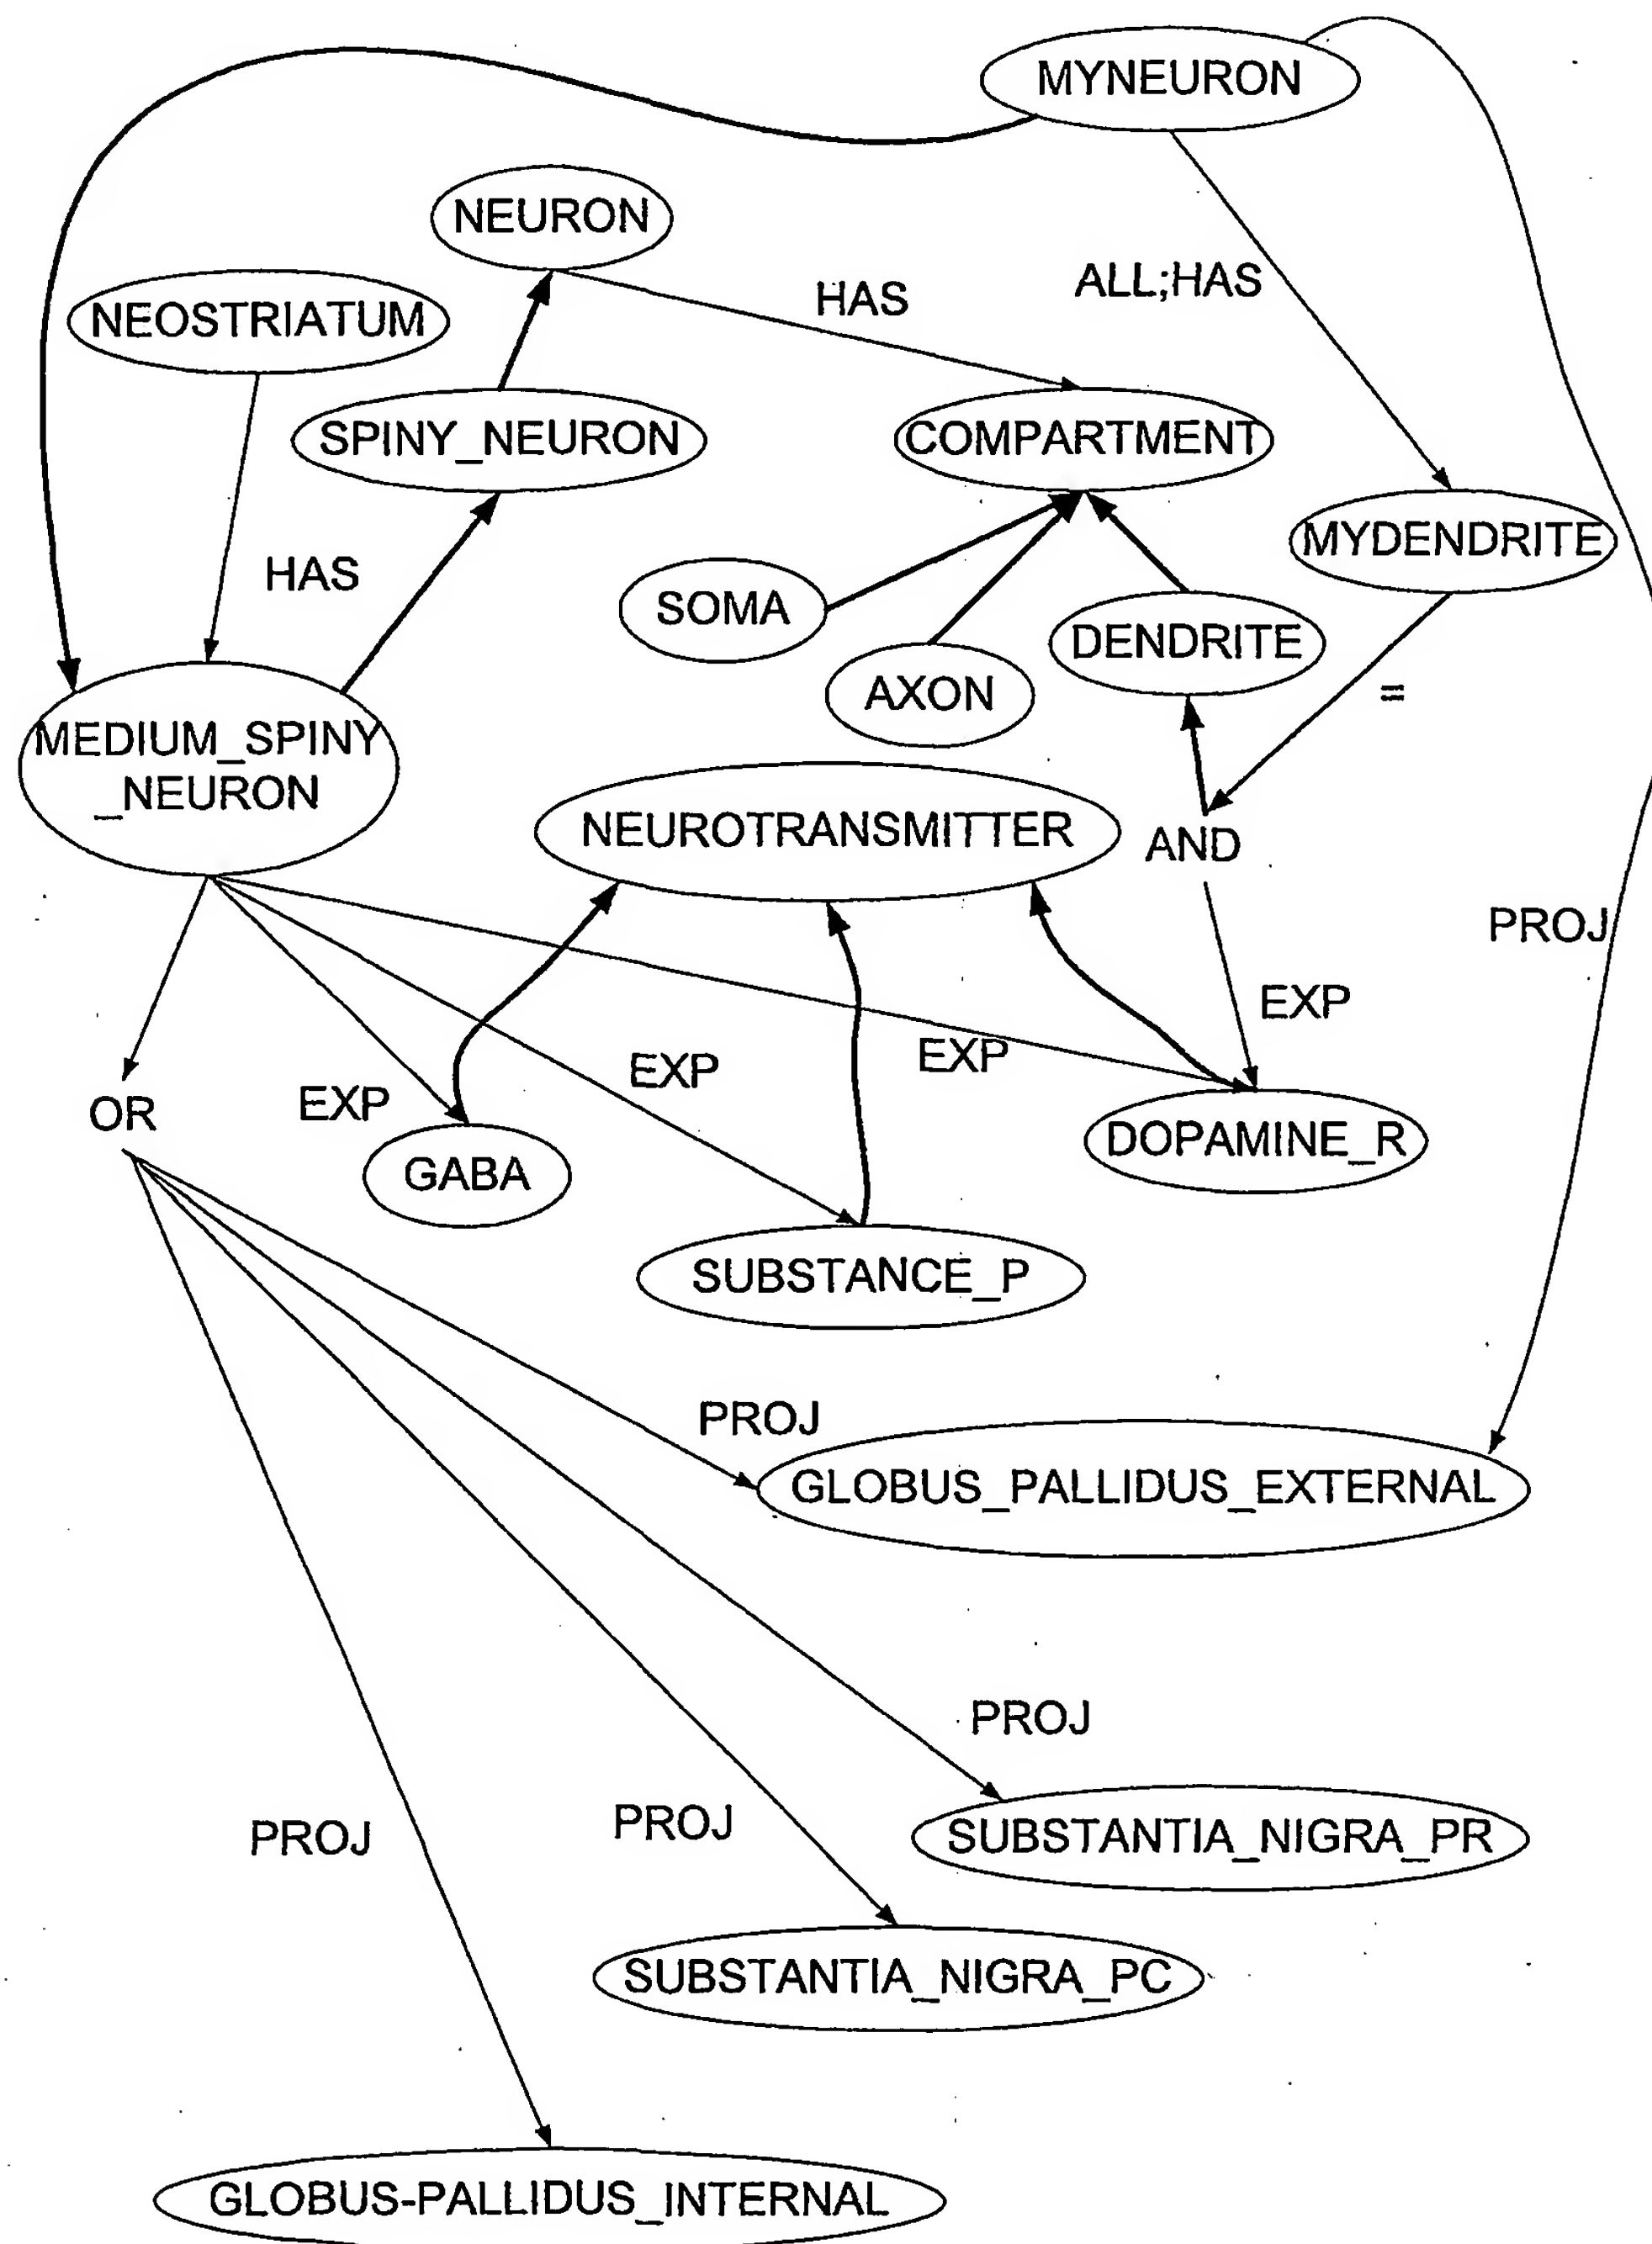 MYNEURON
NEURON
ALL;HAS
HAS
NEOSTRIATUM
SPINY_NEURON
COMPARTMENT
MYDENDRITE
HAS
SOMA
DENDRITE
AXON
=
MEDIUM_SPINY
_NEURON
NEUROTRANSMITTER
AND
PROJ
EXP
EXP
EXP
EXP
OR
DOPAMINE_R
GABA
SUBSTANCE_P
PROJ
GLOBUS_PALLIDUS_EXTERNAL
PROJ
PROJ
PROJ
SUBSTANTIA_NIGRA_PR
SUBSTANTIA_NIGRA_PC
GLOBUS-PALLIDUS_INTERNAL